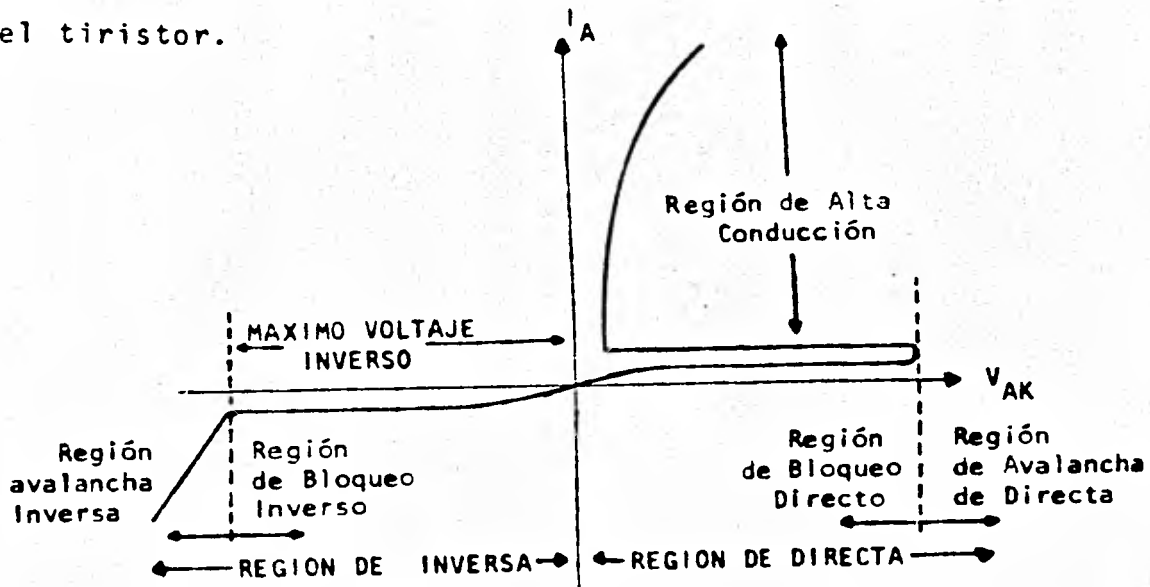 el tiristor.
I
A
Región de Alta
Conducción
MAXIMO VOLTAJE
INVERSO
V
AK
Región
avalancha
Inversa
Región
de Bloqueo
Inverso
Región
de Bloqueo
Directo
Región
de Avalancha
de Directa
REGION DE INVERSA
REGION DE DIRECTA